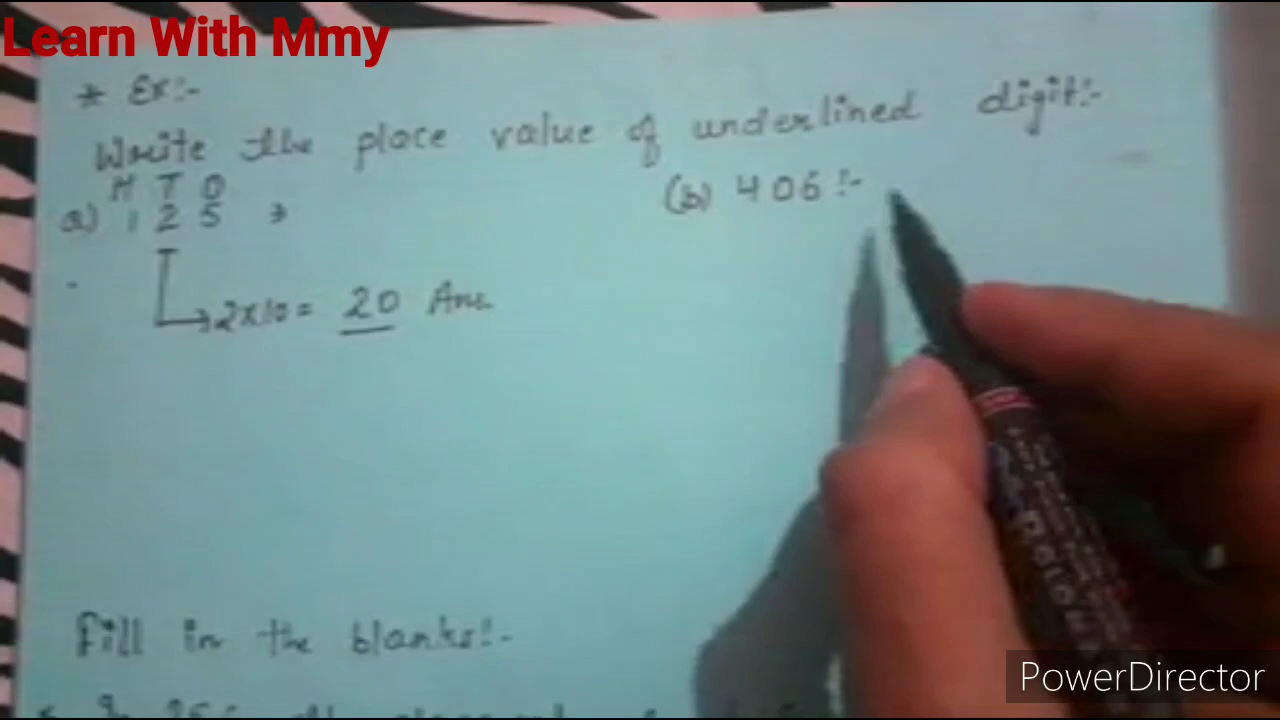 Learn With Mmy
* Ex:-
Write the place value of underlined digit:-
H T O
a) 1 2 5 →
(b) 406:-
→ 2x10 = 20 Ans
Fill in the blanks:-
PowerDirector